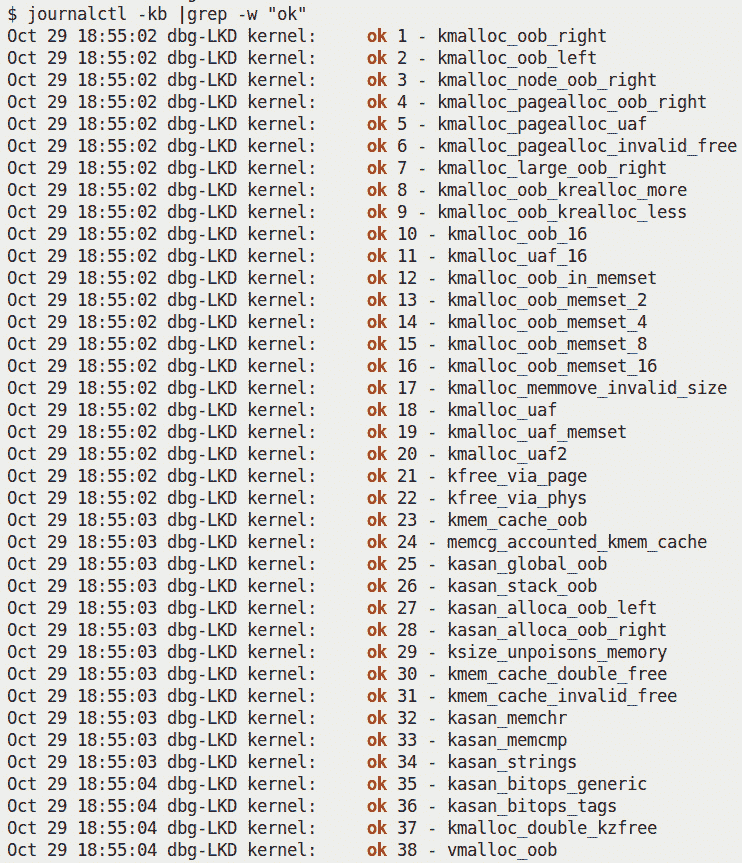 $ journalctl -kb |grep -w "ok"
Oct 29 18:55:02 dbg-LKD kernel:     ok 1 - kmalloc_oob_right
Oct 29 18:55:02 dbg-LKD kernel:     ok 2 - kmalloc_oob_left
Oct 29 18:55:02 dbg-LKD kernel:     ok 3 - kmalloc_node_oob_right
Oct 29 18:55:02 dbg-LKD kernel:     ok 4 - kmalloc_pagealloc_oob_right
Oct 29 18:55:02 dbg-LKD kernel:     ok 5 - kmalloc_pagealloc_uaf
Oct 29 18:55:02 dbg-LKD kernel:     ok 6 - kmalloc_pagealloc_invalid_free
Oct 29 18:55:02 dbg-LKD kernel:     ok 7 - kmalloc_large_oob_right
Oct 29 18:55:02 dbg-LKD kernel:     ok 8 - kmalloc_oob_krealloc_more
Oct 29 18:55:02 dbg-LKD kernel:     ok 9 - kmalloc_oob_krealloc_less
Oct 29 18:55:02 dbg-LKD kernel:     ok 10 - kmalloc_oob_16
Oct 29 18:55:02 dbg-LKD kernel:     ok 11 - kmalloc_uaf_16
Oct 29 18:55:02 dbg-LKD kernel:     ok 12 - kmalloc_oob_in_memset
Oct 29 18:55:02 dbg-LKD kernel:     ok 13 - kmalloc_oob_memset_2
Oct 29 18:55:02 dbg-LKD kernel:     ok 14 - kmalloc_oob_memset_4
Oct 29 18:55:02 dbg-LKD kernel:     ok 15 - kmalloc_oob_memset_8
Oct 29 18:55:02 dbg-LKD kernel:     ok 16 - kmalloc_oob_memset_16
Oct 29 18:55:02 dbg-LKD kernel:     ok 17 - kmalloc_memmove_invalid_size
Oct 29 18:55:02 dbg-LKD kernel:     ok 18 - kmalloc_uaf
Oct 29 18:55:02 dbg-LKD kernel:     ok 19 - kmalloc_uaf_memset
Oct 29 18:55:02 dbg-LKD kernel:     ok 20 - kmalloc_uaf2
Oct 29 18:55:02 dbg-LKD kernel:     ok 21 - kfree_via_page
Oct 29 18:55:02 dbg-LKD kernel:     ok 22 - kfree_via_phys
Oct 29 18:55:03 dbg-LKD kernel:     ok 23 - kmem_cache_oob
Oct 29 18:55:03 dbg-LKD kernel:     ok 24 - memcg_accounted_kmem_cache
Oct 29 18:55:03 dbg-LKD kernel:     ok 25 - kasan_global_oob
Oct 29 18:55:03 dbg-LKD kernel:     ok 26 - kasan_stack_oob
Oct 29 18:55:03 dbg-LKD kernel:     ok 27 - kasan_alloca_oob_left
Oct 29 18:55:03 dbg-LKD kernel:     ok 28 - kasan_alloca_oob_right
Oct 29 18:55:03 dbg-LKD kernel:     ok 29 - ksize_unpoisons_memory
Oct 29 18:55:03 dbg-LKD kernel:     ok 30 - kmem_cache_double_free
Oct 29 18:55:03 dbg-LKD kernel:     ok 31 - kmem_cache_invalid_free
Oct 29 18:55:03 dbg-LKD kernel:     ok 32 - kasan_memchr
Oct 29 18:55:03 dbg-LKD kernel:     ok 33 - kasan_memcmp
Oct 29 18:55:03 dbg-LKD kernel:     ok 34 - kasan_strings
Oct 29 18:55:04 dbg-LKD kernel:     ok 35 - kasan_bitops_generic
Oct 29 18:55:04 dbg-LKD kernel:     ok 36 - kasan_bitops_tags
Oct 29 18:55:04 dbg-LKD kernel:     ok 37 - kmalloc_double_kzfree
Oct 29 18:55:04 dbg-LKD kernel:     ok 38 - vmalloc_oob